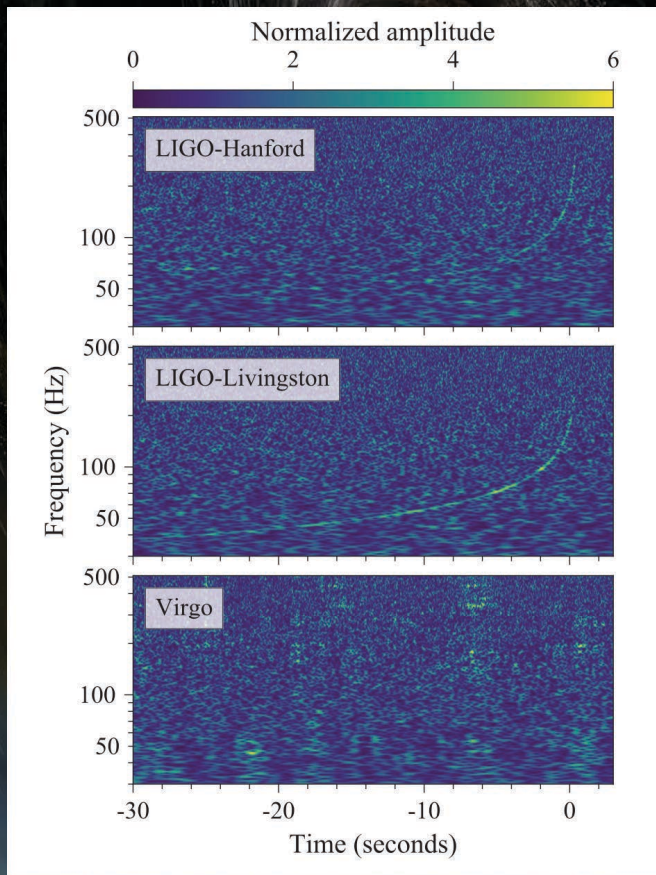 Normalized amplitude
0 2 4 6
500
LIGO-Hanford
100
50
500
LIGO-Livingston
100
50
Frequency (Hz)
500
Virgo
100
50
-30 -20 -10 0
Time (seconds)